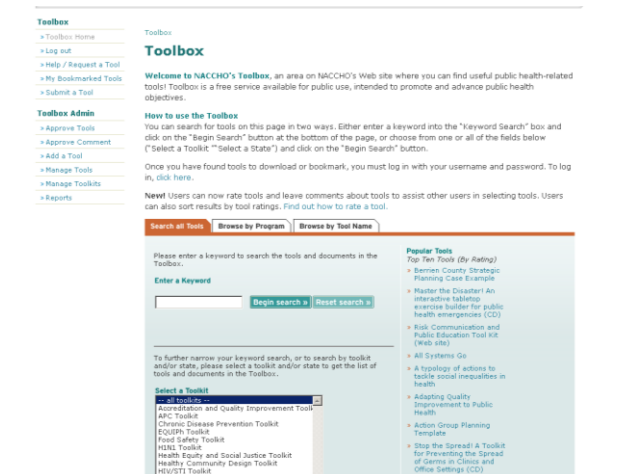 Toolbox
» Toolbox Home
» Log out
» Help / Request a Tool
» My Bookmarked Tools
» Submit a Tool
Toolbox Admin
» Approve Tools
» Approve Comment
» Add a Tool
» Manage Tools
» Manage Toolkits
» Reports
Toolbox
Toolbox
Welcome to NACCHO's Toolbox, an area on NACCHO's Web site where you can find useful public health-related
tools! Toolbox is a free service available for public use, intended to promote and advance public health
objectives.
How to use the Toolbox
You can search for tools on this page in two ways. Either enter a keyword into the "Keyword Search" box and
click on the "Begin Search" button at the bottom of the page, or choose from one or all of the fields below
("Select a Toolkit ""Select a State") and click on the "Begin Search" button.
Once you have found tools to download or bookmark, you must log in with your username and password. To log
in, click here.
New! Users can now rate tools and leave comments about tools to assist other users in selecting tools. Users
can also sort results by tool ratings. Find out how to rate a tool.
Search all Tools
Browse by Program
Browse by Tool Name
Please enter a keyword to search the tools and documents in the
Toolbox.
Enter a Keyword
Begin search »
Reset search »
To further narrow your keyword search, or to search by toolkit
and/or state, please select a toolkit and/or state to get the list of
tools and documents in the Toolbox.
Select a Toolkit
-- all toolkits --
Accreditation and Quality Improvement Toolk
APC Toolkit
Chronic Disease Prevention Toolkit
EQUIPh Toolkit
Food Safety Toolkit
H1N1 Toolkit
Health Equity and Social Justice Toolkit
Healthy Community Design Toolkit
HIV/STI Toolkit
Popular Tools
Top Ten Tools (By Rating)
» Berrien County Strategic
Planning Case Example
» Master the Disaster! An
interactive tabletop
exercise builder for public
health emergencies (CD)
» Risk Communication and
Public Education Tool Kit
(Web site)
» All Systems Go
» A typology of actions to
tackle social inequalities in
health
» Adapting Quality
Improvement to Public
Health
» Action Group Planning
Template
» Stop the Spread! A Toolkit
for Preventing the Spread
of Germs in Clinics and
Office Settings (CD)